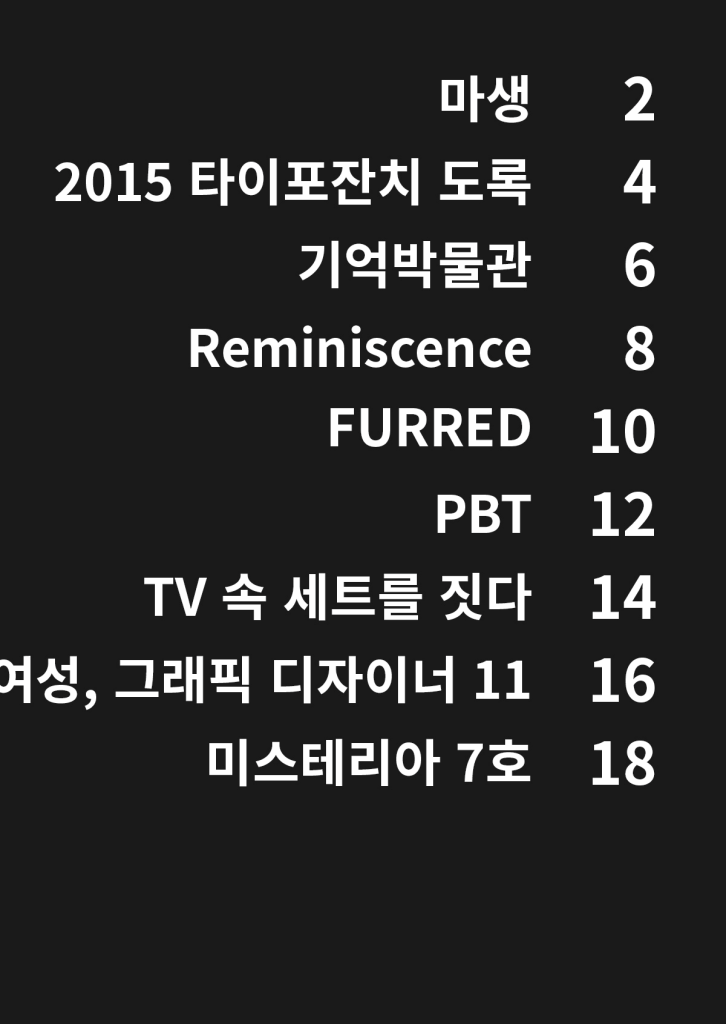 마생 2
2015 타이포잔치 도록 4
기억박물관 6
Reminiscence 8
FURRED 10
PBT 12
TV 속 세트를 짓다 14
여성, 그래픽 디자이너 11 16
미스테리아 7호 18